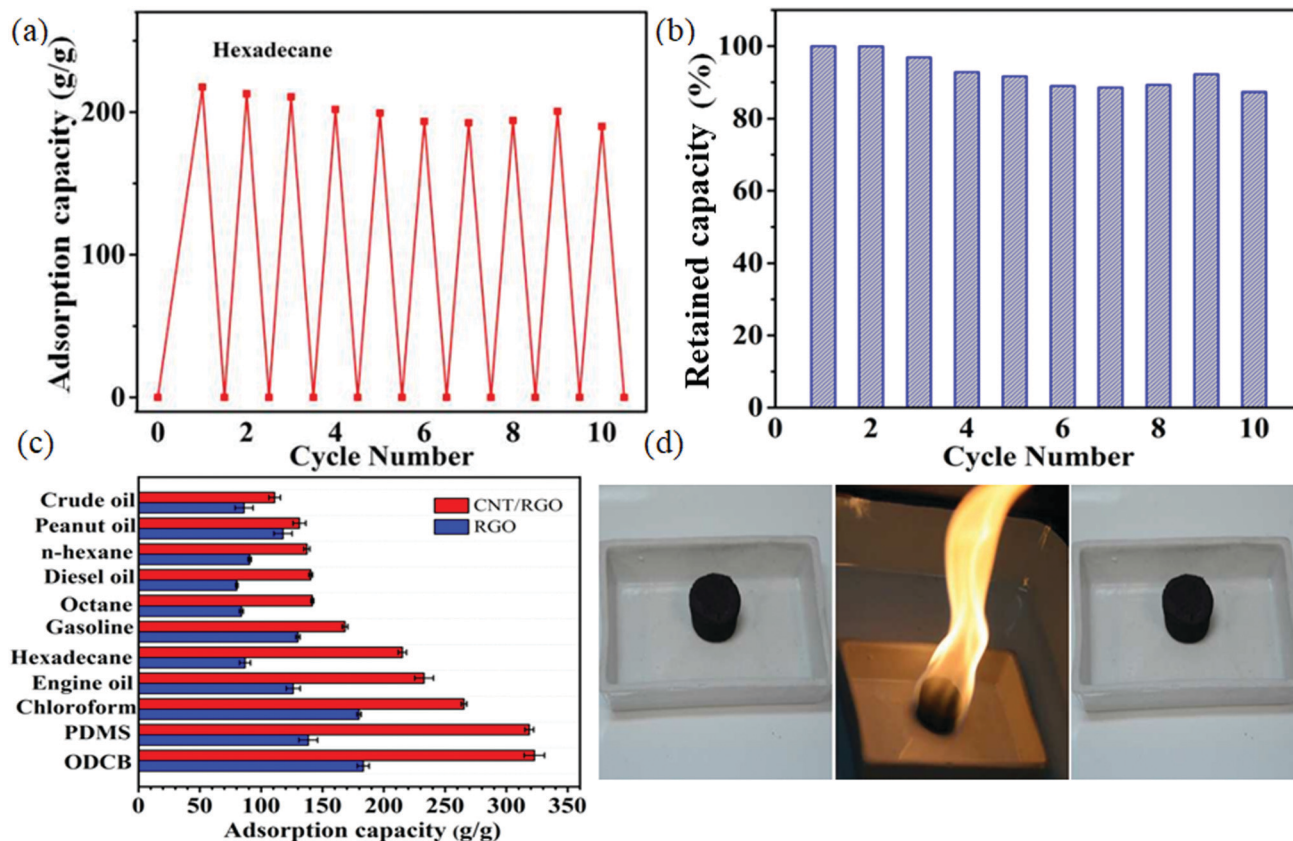 (a)
Hexadecane
Adsorption capacity (g/g)
200
100
0
0 2 4 6 8 10
Cycle Number
(b)
Retained capacity (%)
100
80
60
40
20
0
0 2 4 6 8 10
Cycle Number
(c)
Crude oil
Peanut oil
n-hexane
Diesel oil
Octane
Gasoline
Hexadecane
Engine oil
Chloroform
PDMS
ODCB
CNT/RGO
RGO
0 50 100 150 200 250 300 350
Adsorption capacity (g/g)
(d)